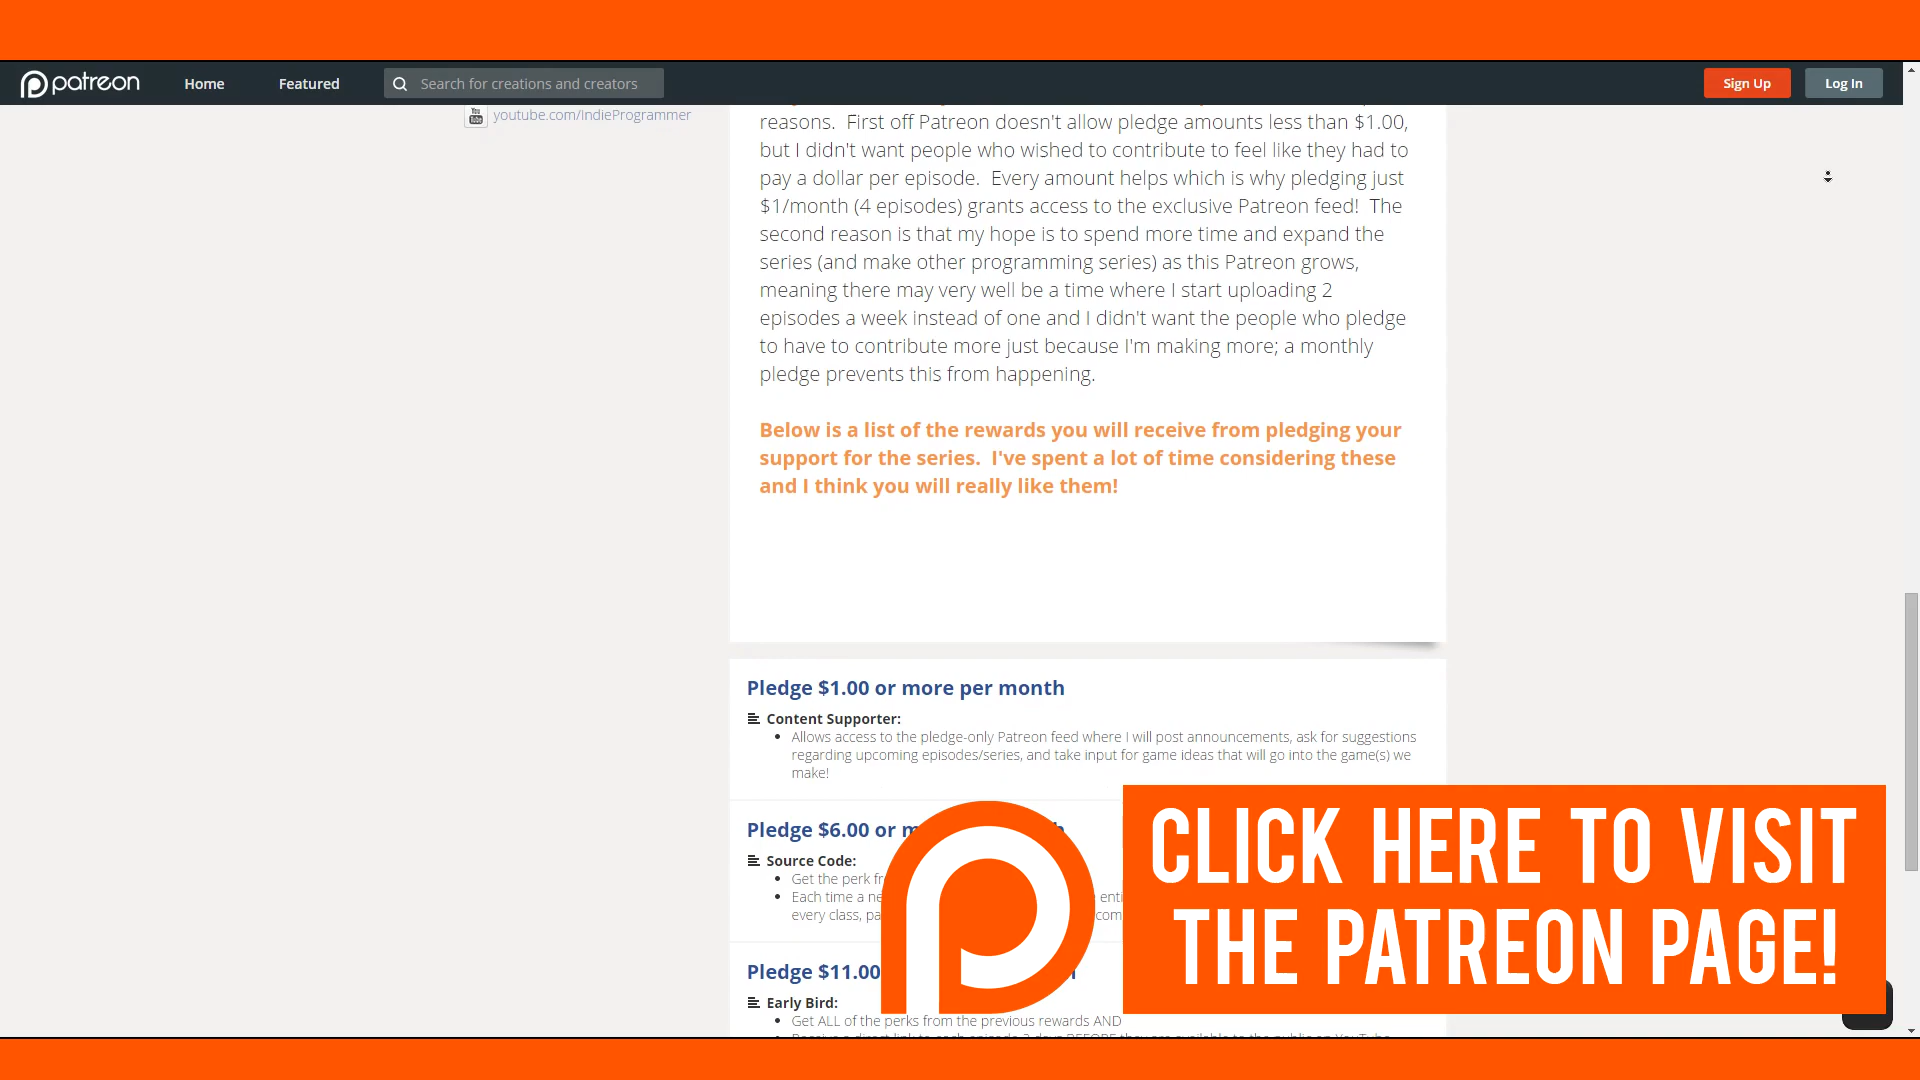 patreon Home Featured Search for creations and creators Sign Up Log In
youtube.com/IndieProgrammer
reasons. First off Patreon doesn't allow pledge amounts less than $1.00,
but I didn't want people who wished to contribute to feel like they had to
pay a dollar per episode. Every amount helps which is why pledging just
$1/month (4 episodes) grants access to the exclusive Patreon feed! The
second reason is that my hope is to spend more time and expand the
series (and make other programming series) as this Patreon grows,
meaning there may very well be a time where I start uploading 2
episodes a week instead of one and I didn't want the people who pledge
to have to contribute more just because I'm making more; a monthly
pledge prevents this from happening.
Below is a list of the rewards you will receive from pledging your
support for the series. I've spent a lot of time considering these
and I think you will really like them!
Pledge $1.00 or more per month
Content Supporter:
Allows access to the pledge-only Patreon feed where I will post announcements, ask for suggestions
regarding upcoming episodes/series, and take input for game ideas that will go into the game(s) we
make!
Pledge $6.00 or
Source Code:
Get the perk
Each time a
every class,
Pledge $11.00
Early Bird:
Get ALL of the perks from the previous rewards AND
CLICK HERE TO VISIT
THE PATREON PAGE!